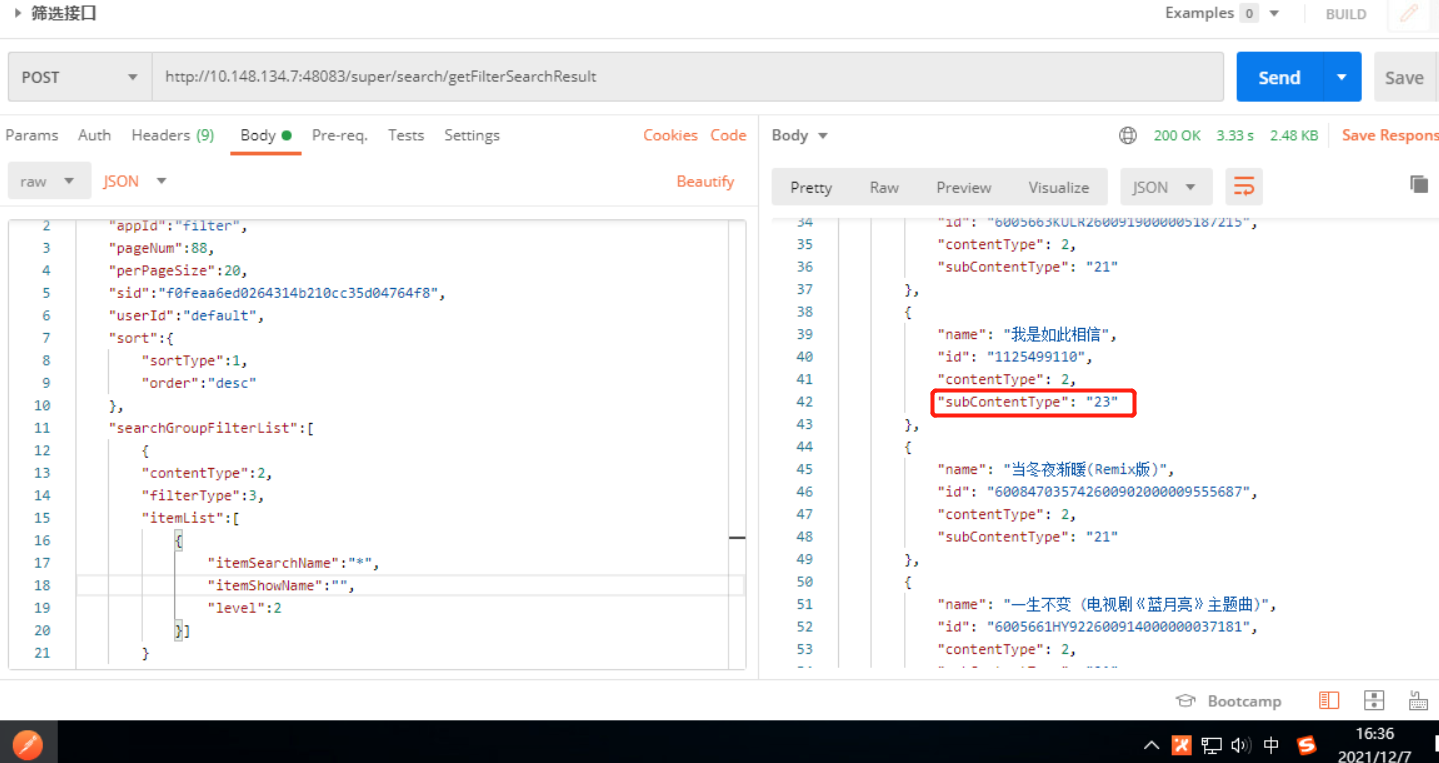 筛选接口
Examples 0
BUILD
POST
http://10.148.134.7:48083/super/search/getFilterSearchResult
Send
Save
Params Auth Headers (9) Body Pre-req. Tests Settings Cookies Code
raw JSON Beautify
2 "appId":"filter",
3 "pageNum":88,
4 "perPageSize":20,
5 "sid":"f0feaa6ed0264314b210cc35d04764f8",
6 "userId":"default",
7 "sort":{
8 "sortType":1,
9 "order":"desc"
10 },
11 "searchGroupFilterList":[
12 {
13 "contentType":2,
14 "filterType":3,
15 "itemList":[
16 {
17 "itemSearchName":"*",
18 "itemShowName":"",
19 "level":2
20 }]
21 }
Body 200 OK 3.33 s 2.48 KB Save Respons
Pretty Raw Preview Visualize JSON
34 "id": "6005663KULR2600919000005187215",
35 "contentType": 2,
36 "subContentType": "21"
37 },
38 {
39 "name": "我是如此相信",
40 "id": "1125499110",
41 "contentType": 2,
42 "subContentType": "23"
43 },
44 {
45 "name": "当冬夜渐暖(Remix版)",
46 "id": "600847035742600902000009555687",
47 "contentType": 2,
48 "subContentType": "21"
49 },
50 {
51 "name": "一生不变 (电视剧《蓝月亮》主题曲)",
52 "id": "6005661HY92260091400000037181",
53 "contentType": 2,
Bootcamp
中
16:36
2021/12/7